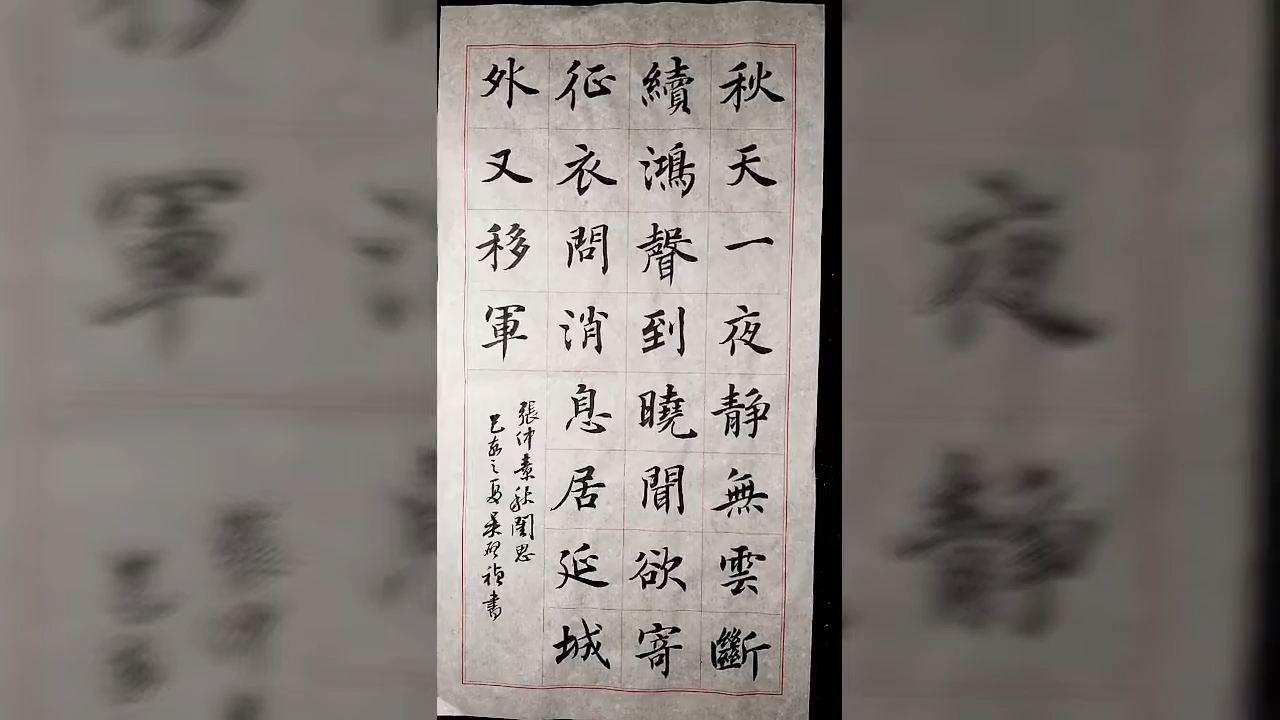 秋天一夜靜無雲斷
續鴻聲到曉聞欲寄
征衣問消息居延城
外又移軍
張仲素秋閨思
己亥之夏吳
書